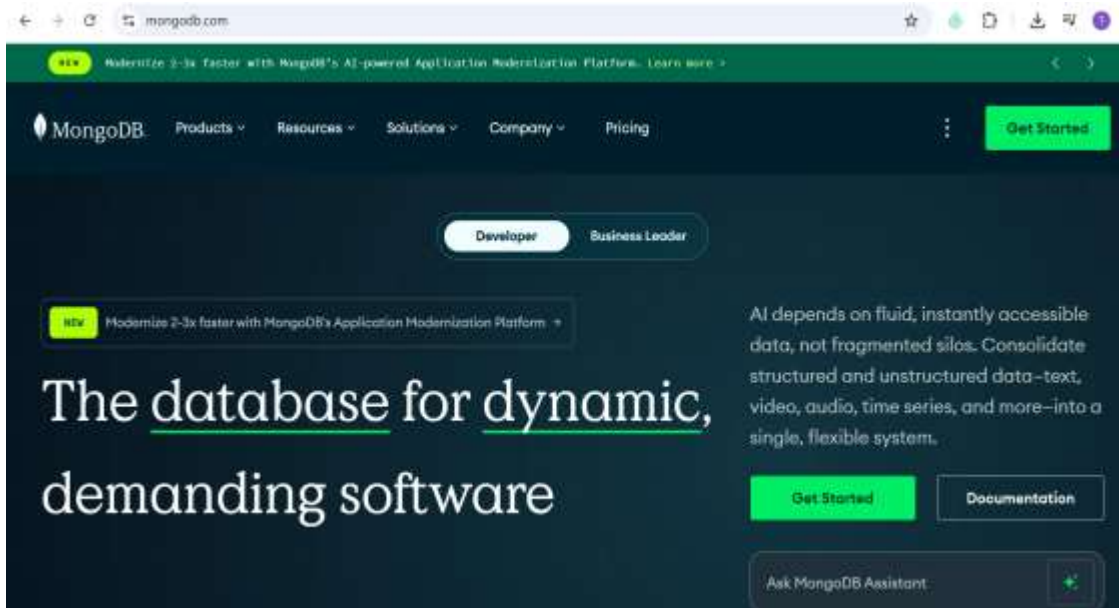 mongodb.com
NEW Modernize 2-3x faster with MongoDB's AI-powered Application Modernization Platform. Learn more >
MongoDB. Products Resources Solutions Company Pricing Get Started
Developer Business Leader
NEW Modernize 2-3x faster with MongoDB's Application Modernization Platform →
The database for dynamic,
demanding software
AI depends on fluid, instantly accessible
data, not fragmented silos. Consolidate
structured and unstructured data–text,
video, audio, time series, and more–into a
single, flexible system.
Get Started Documentation
Ask MongoDB Assistant